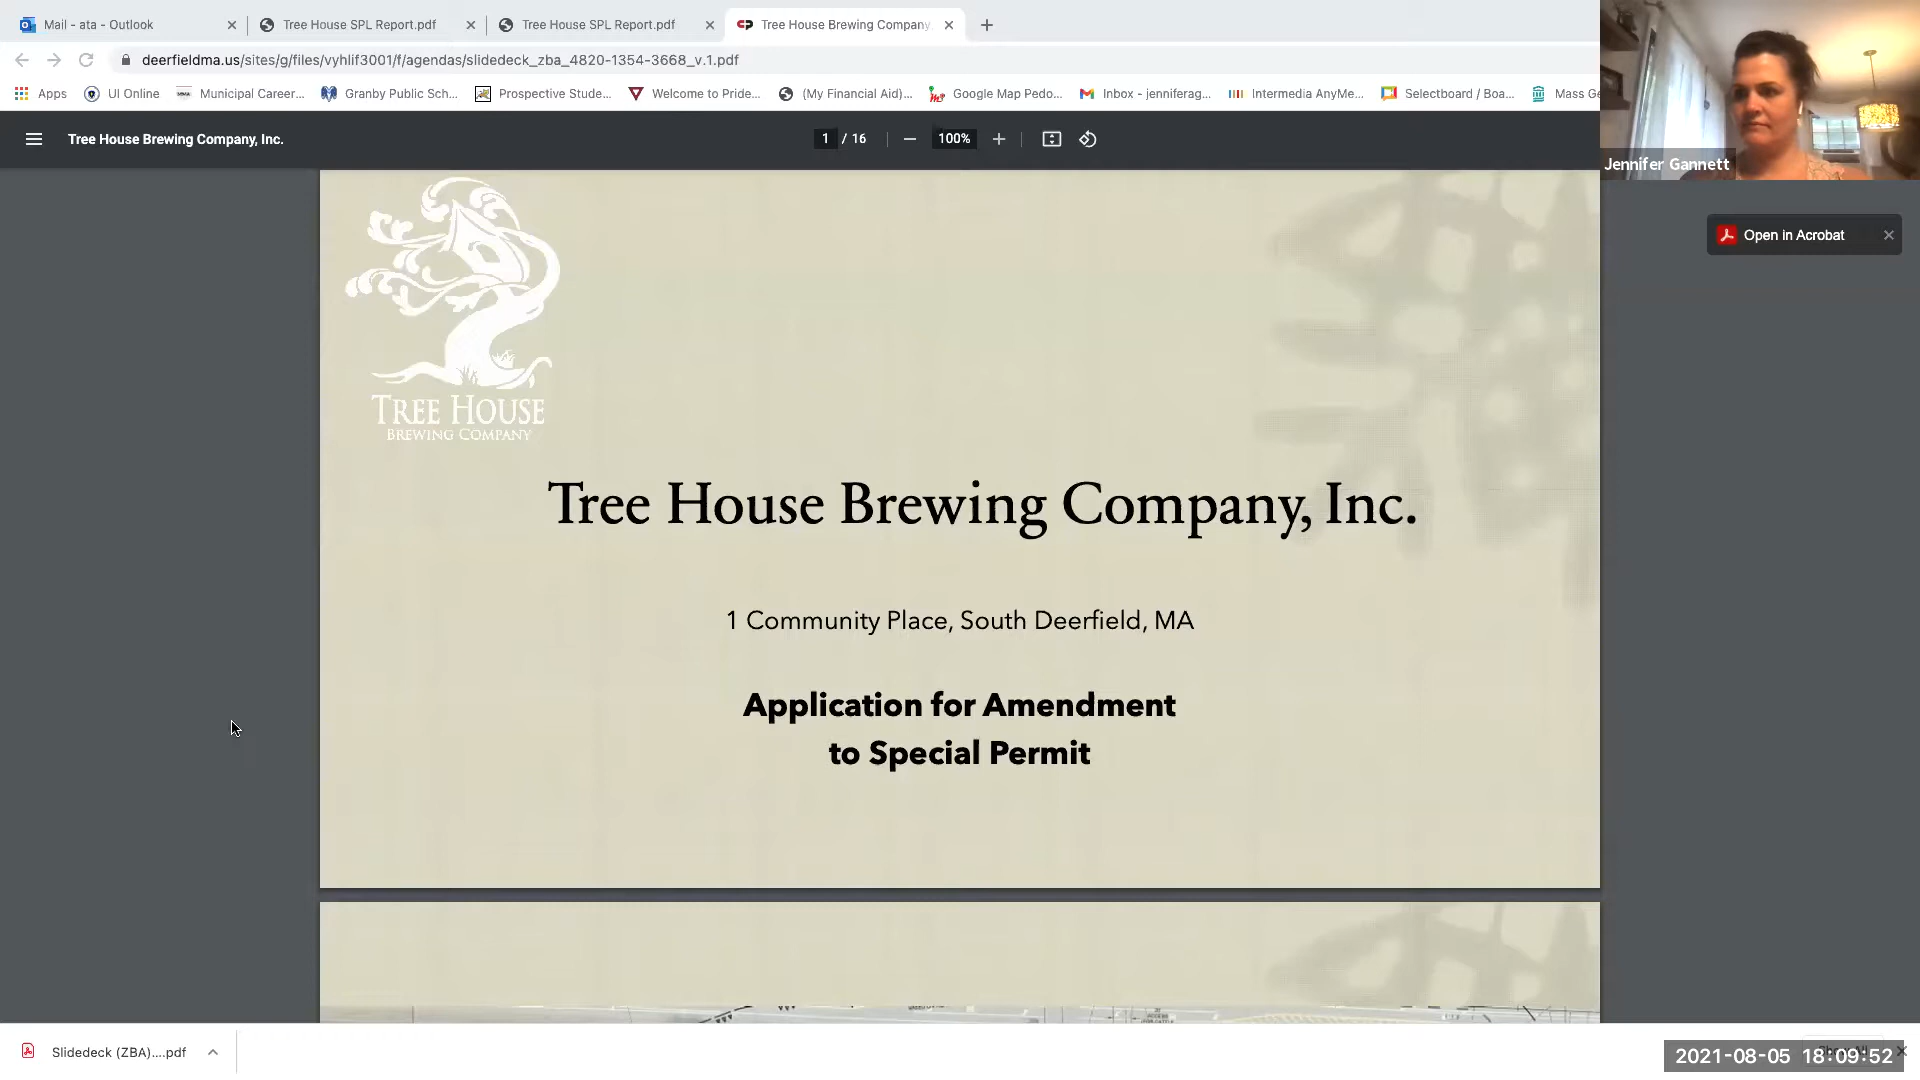 Mail - ata - Outlook
Tree House SPL Report.pdf
Tree House SPL Report.pdf
Tree House Brewing Company,
deerfieldma.us/sites/g/files/vyhlif3001/f/agendas/slidedeck_zba_4820-1354-3668_v.1.pdf
Apps
UI Online
Municipal Career...
Granby Public Sch...
Prospective Stude...
Welcome to Pride...
(My Financial Aid)...
Google Map Pedo...
Inbox - jenniferag...
Intermedia AnyMe...
Selectboard / Boa...
Mass Ge
Jennifer Gannett
Tree House Brewing Company, Inc.
1 / 16
100%
Open in Acrobat
TREE HOUSE
BREWING COMPANY
Tree House Brewing Company, Inc.
1 Community Place, South Deerfield, MA
Application for Amendment
to Special Permit
Slidedeck (ZBA)....pdf
2021-08-05 18:09:52